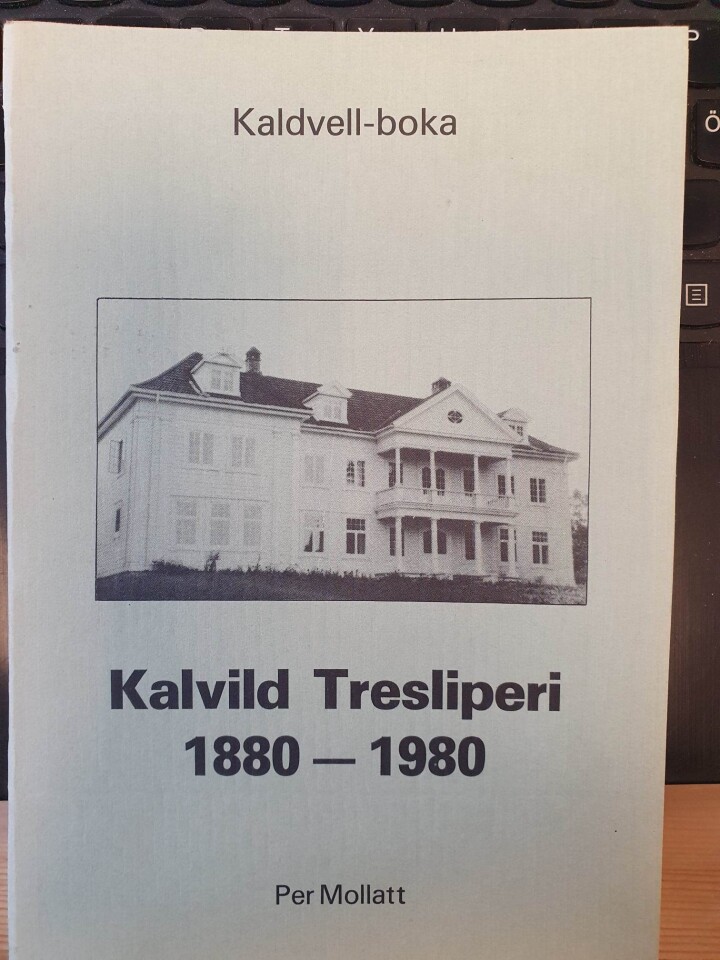 Kaldvell-boka
Kalvild Tresliperi
1880 — 1980
Per Mollatt
P
Ö